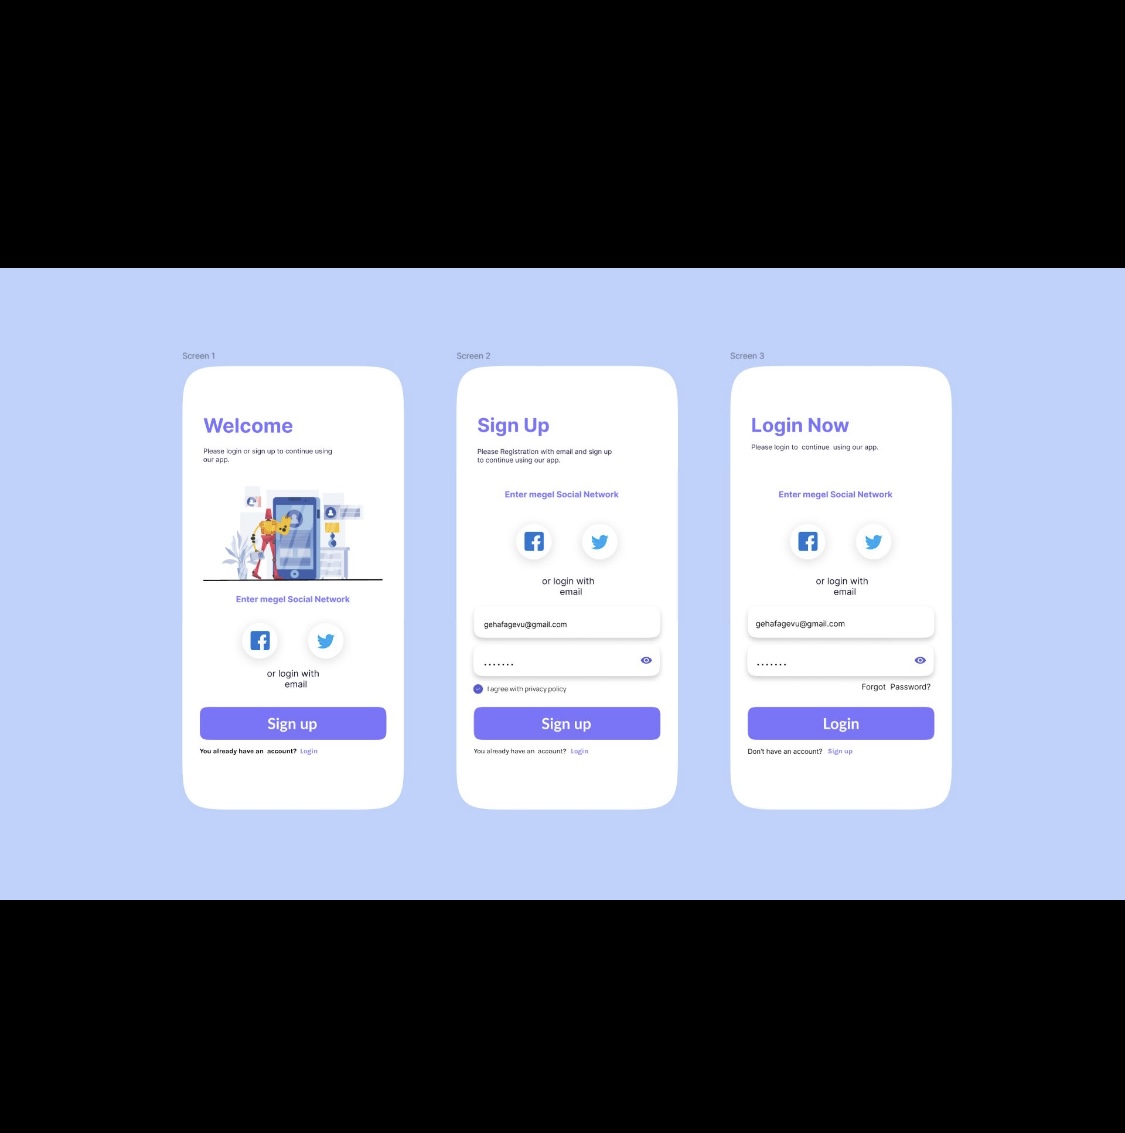 Screen 1
Welcome
Please login or sign up to continue using
our app.
Enter megel Social Network
or login with
email
Sign up
You already have an account? Login
Screen 2
Sign Up
Please Registration with email and sign up
to continue using our app.
Enter megel Social Network
or login with
email
gehafagevu@gmail.com
.......
I agree with privacy policy
Sign up
You already have an account? Login
Screen 3
Login Now
Please login to continue using our app.
Enter megel Social Network
or login with
email
gehafagevu@gmail.com
.......
Forgot Password?
Login
Don't have an account? Sign up